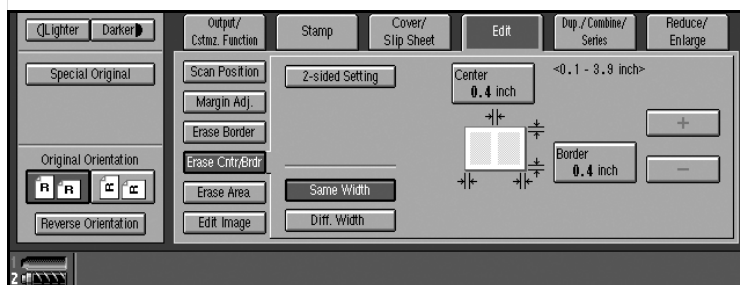 Lighter Darker
Special Original
Original Orientation
R R R R
Reverse Orientation
Output/
Cstmz. Function
Stamp
Cover/
Slip Sheet
Edit
Dup./Combine/
Series
Reduce/
Enlarge
Scan Position
Margin Adj.
Erase Border
Erase Cntr/Brdr
Erase Area
Edit Image
2-sided Setting
Same Width
Diff. Width
Center
0.4 inch
<0.1 - 3.9 inch>
Border
0.4 inch
+
−
1
2